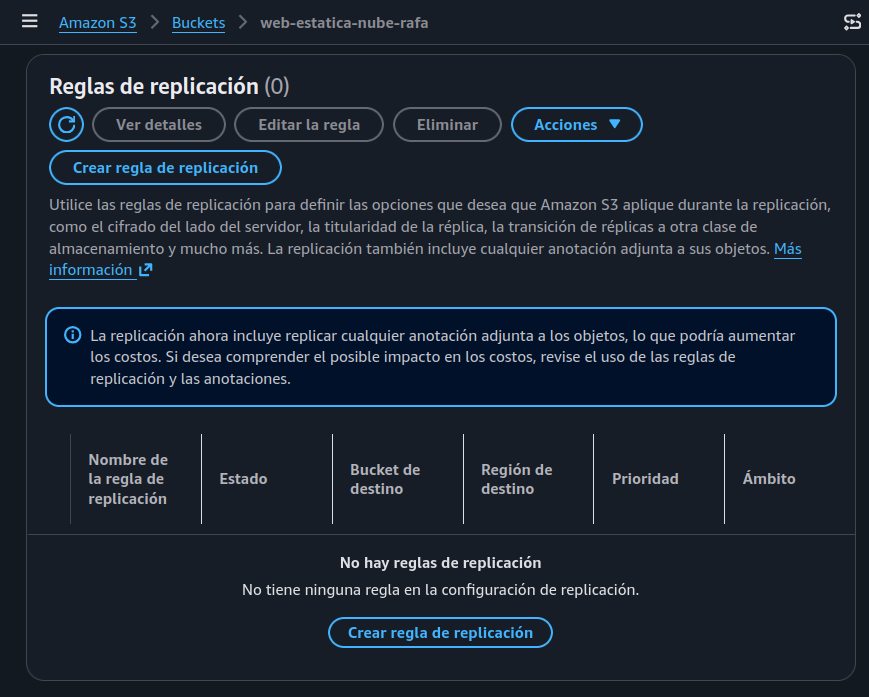 Amazon S3 > Buckets > web-estatica-nube-rafa
Reglas de replicación (0)
Ver detalles Editar la regla Eliminar Acciones ▼
Crear regla de replicación
Utilice las reglas de replicación para definir las opciones que desea que Amazon S3 aplique durante la replicación,
como el cifrado del lado del servidor, la titularidad de la réplica, la transición de réplicas a otra clase de
almacenamiento y mucho más. La replicación también incluye cualquier anotación adjunta a sus objetos. Más
información
La replicación ahora incluye replicar cualquier anotación adjunta a los objetos, lo que podría aumentar
los costos. Si desea comprender el posible impacto en los costos, revise el uso de las reglas de
replicación y las anotaciones.
Nombre de
la regla de
replicación
Estado
Bucket de
destino
Región de
destino
Prioridad
Ámbito
No hay reglas de replicación
No tiene ninguna regla en la configuración de replicación.
Crear regla de replicación